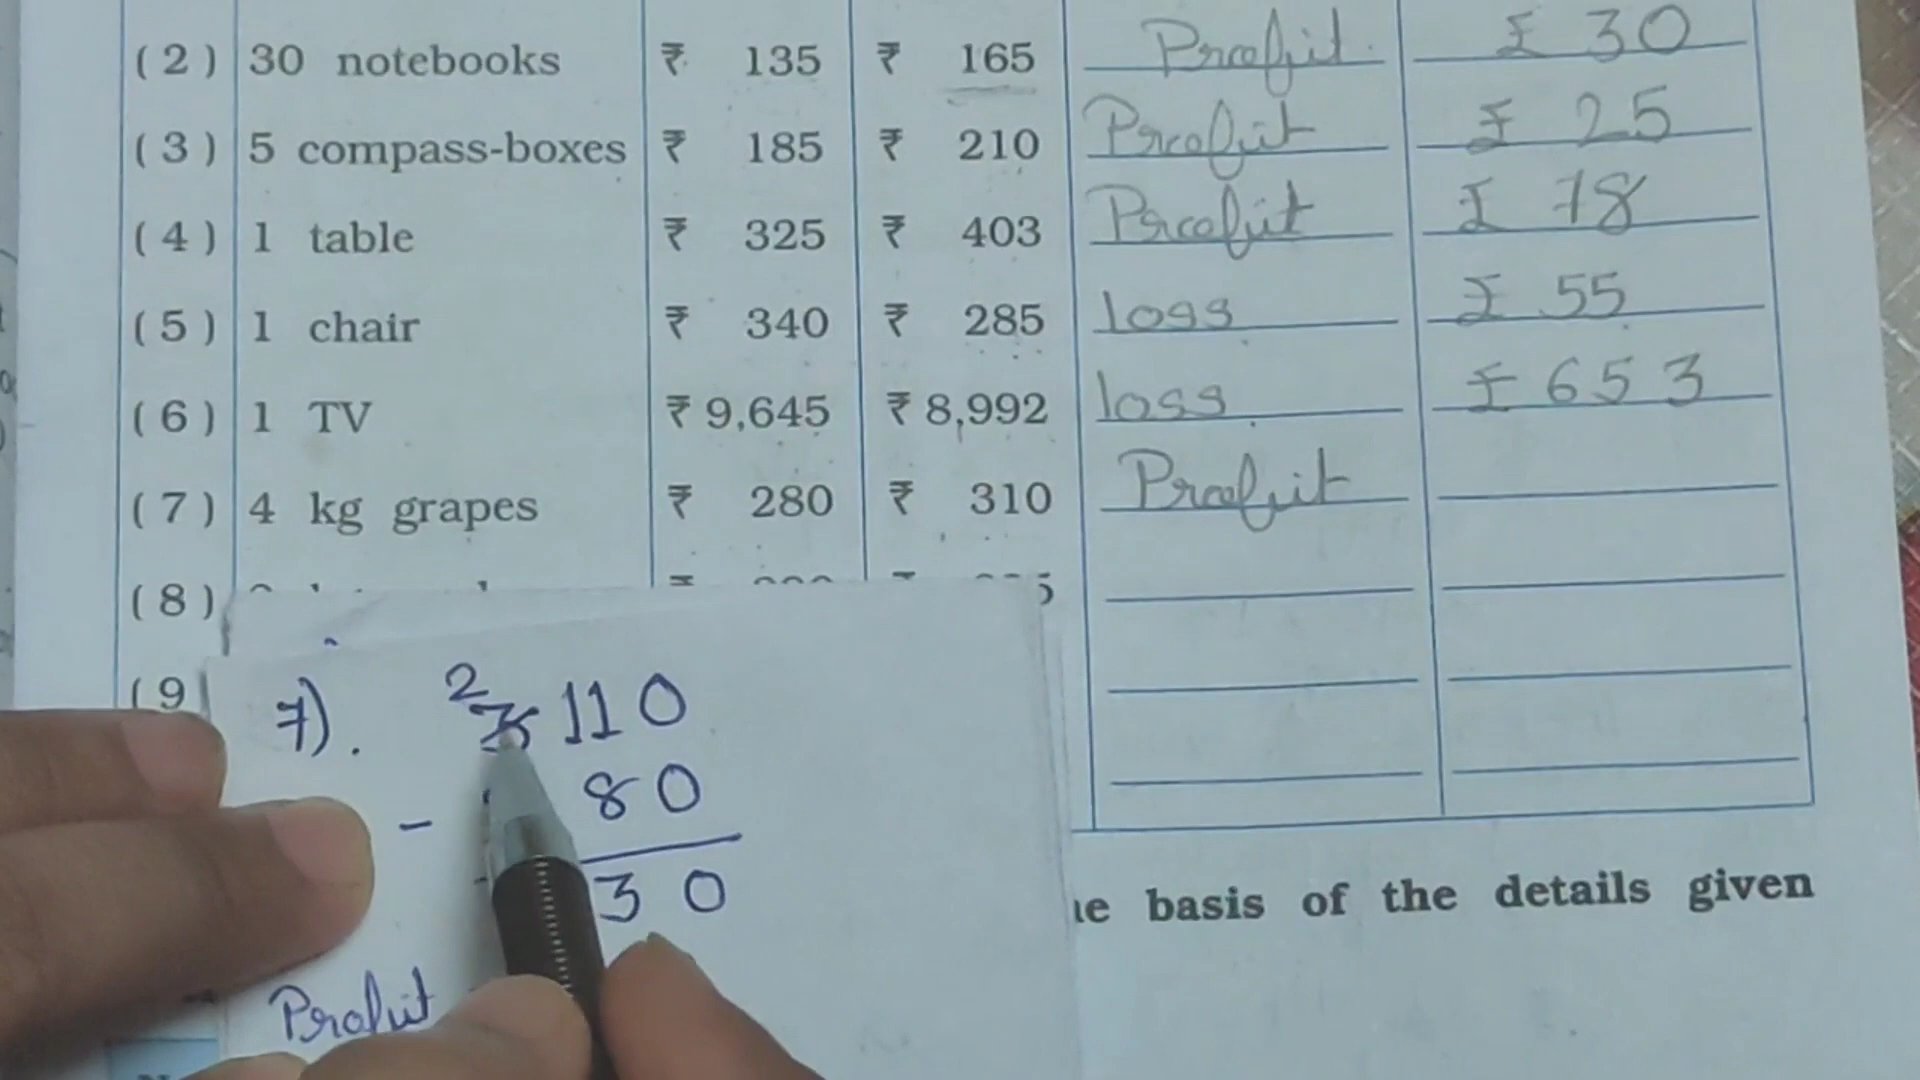 (2) 30 notebooks ₹ 135 ₹ 165 Profit. ₹ 30
(3) 5 compass-boxes ₹ 185 ₹ 210 Profit ₹ 25
(4) 1 table ₹ 325 ₹ 403 Profit ₹ 78
(5) 1 chair ₹ 340 ₹ 285 loss ₹ 55
(6) 1 TV ₹ 9,645 ₹ 8,992 loss ₹ 653
(7) 4 kg grapes ₹ 280 ₹ 310 Profit
(8)
(9
7). 2 3 110
- 80
30
Profit
basis of the details given